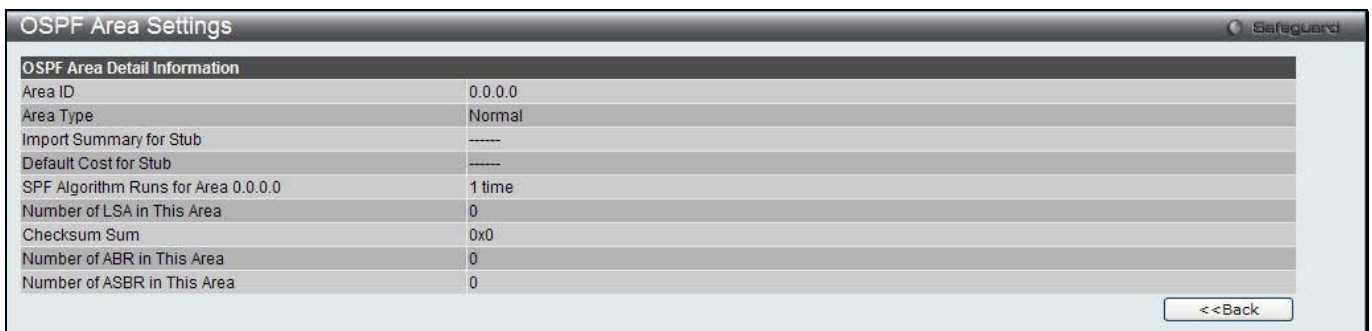 OSPF Area Settings
Safeguard
OSPF Area Detail Information
Area ID 0.0.0.0
Area Type Normal
Import Summary for Stub ------
Default Cost for Stub ------
SPF Algorithm Runs for Area 0.0.0.0 1 time
Number of LSA in This Area 0
Checksum Sum 0x0
Number of ABR in This Area 0
Number of ASBR in This Area 0
<<Back